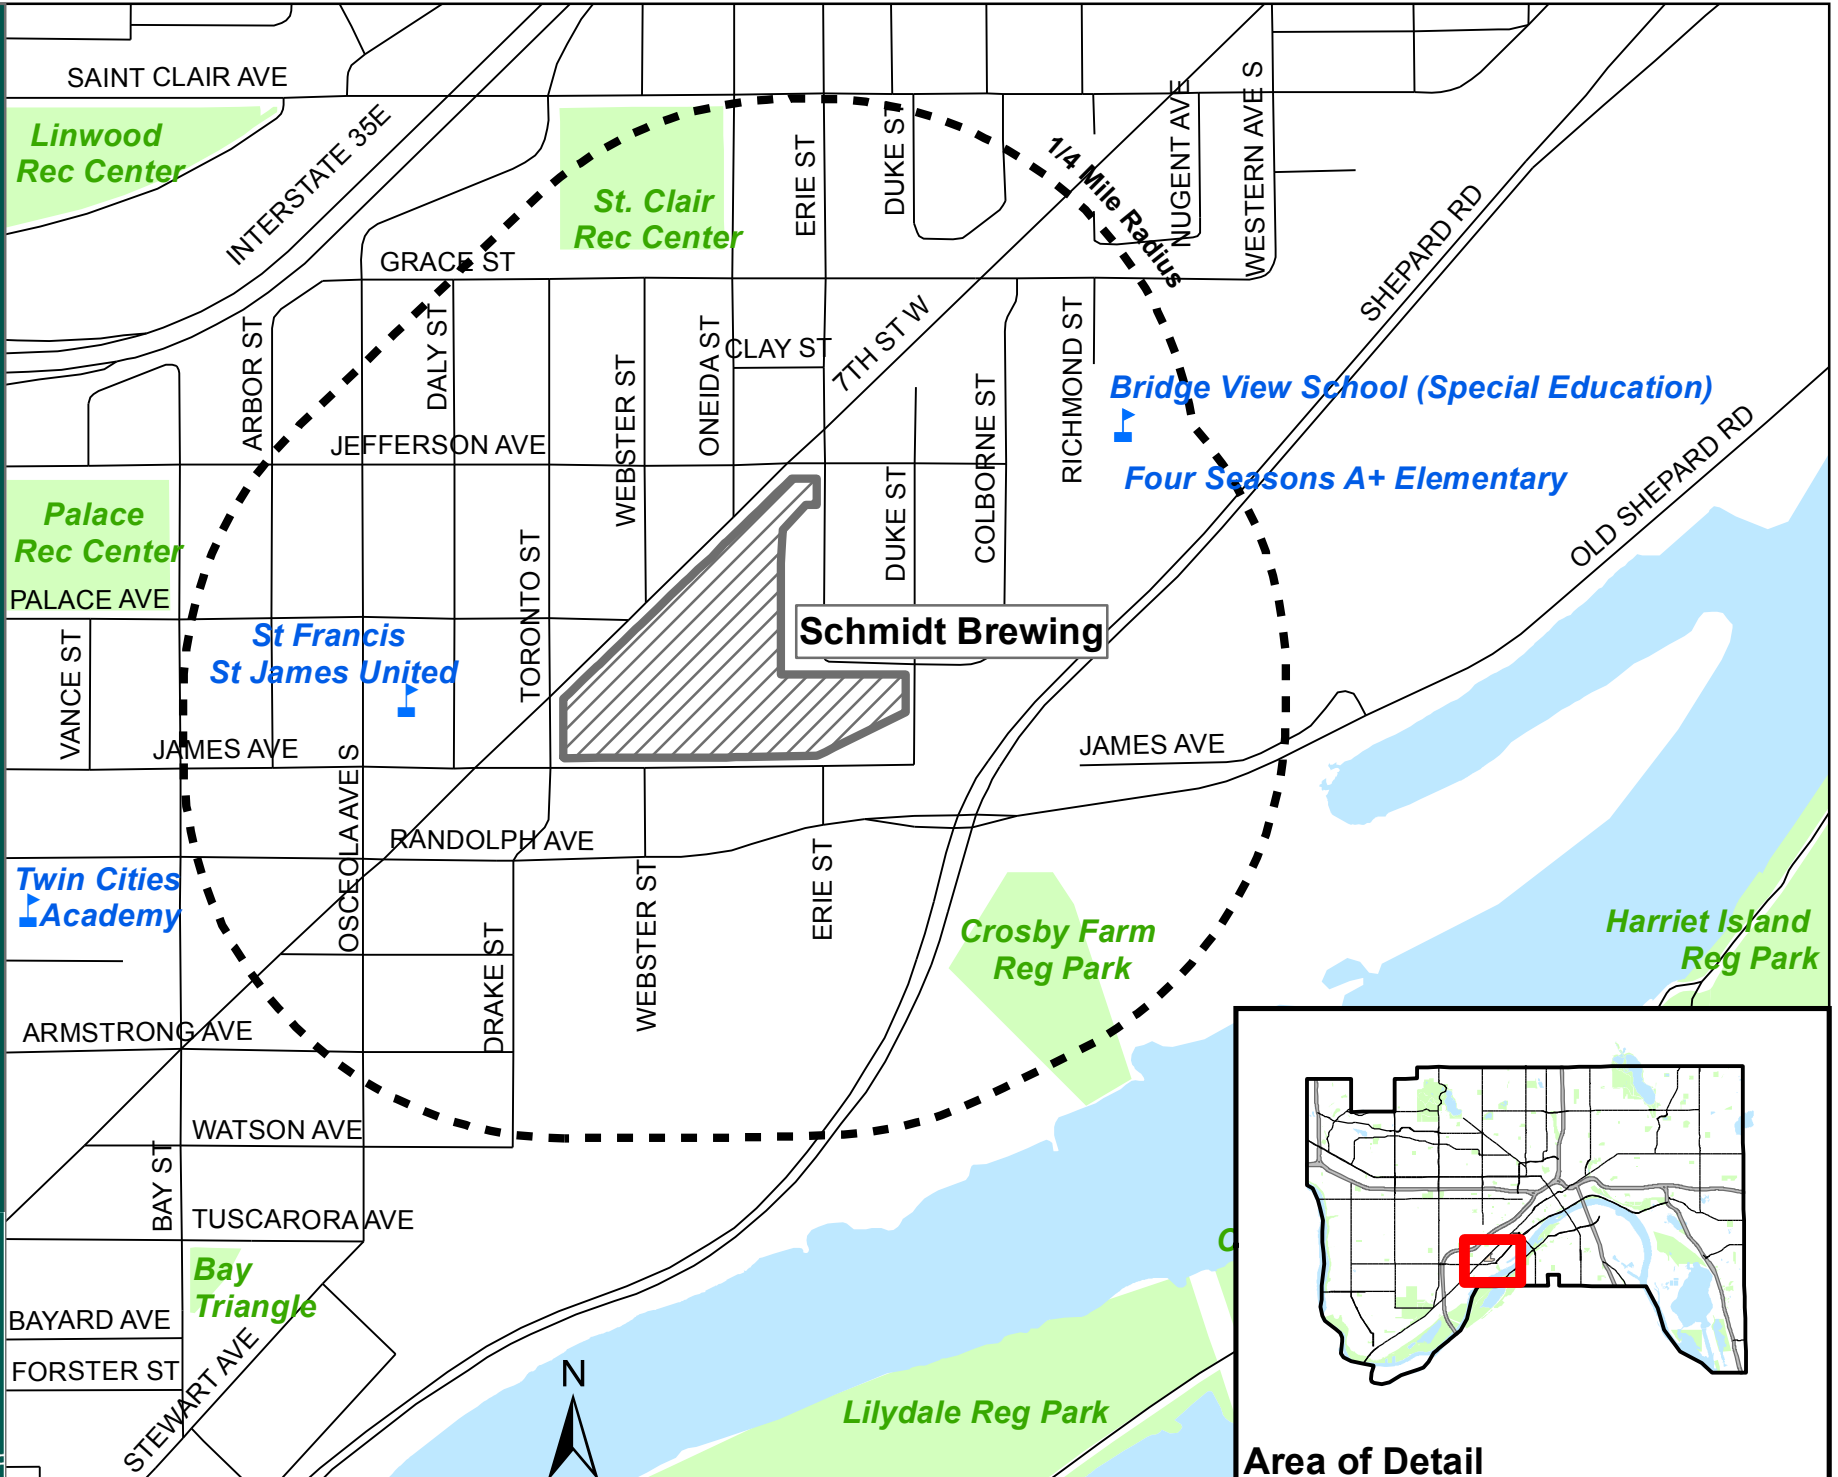 SAINT CLAIR AVE
Linwood
Rec Center
INTERSTATE 35E
St. Clair
Rec Center
ERIE ST
DUKE ST
1/4 Mile Radius
NUGENT AVE
WESTERN AVE S
SHEPARD RD
GRACE ST
ARBOR ST
DALY ST
WEBSTER ST
ONEIDA ST
CLAY ST
7TH ST W
RICHMOND ST
COLBORNE ST
Bridge View School (Special Education)
Four Seasons A+ Elementary
OLD SHEPARD RD
JEFFERSON AVE
DUKE ST
Palace
Rec Center
PALACE AVE
TORONTO ST
St Francis
St James United
Schmidt Brewing
VANCE ST
JAMES AVE
JAMES AVE
OSCEOLA AVE S
RANDOLPH AVE
Twin Cities
Academy
DRAKE ST
WEBSTER ST
ERIE ST
Crosby Farm
Reg Park
Harriet Island
Reg Park
ARMSTRONG AVE
WATSON AVE
BAY ST
TUSCARORA AVE
Bay
Triangle
BAYARD AVE
FORSTER ST
STEWART AVE
N
Lilydale Reg Park
C
Area of Detail